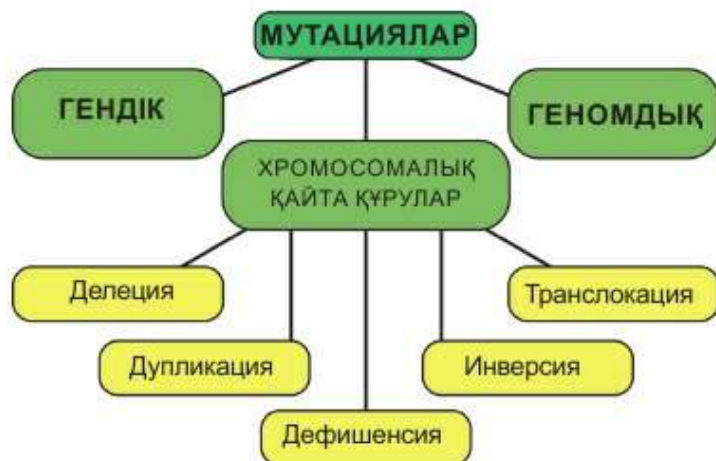 МУТАЦИЯЛАР
ГЕНДІК
ГЕНОМДЫҚ
ХРОМОСОМАЛЫҚ
ҚАЙТА ҚҰРУЛАР
Делеция
Транслокация
Дупликация
Инверсия
Дефишенсия